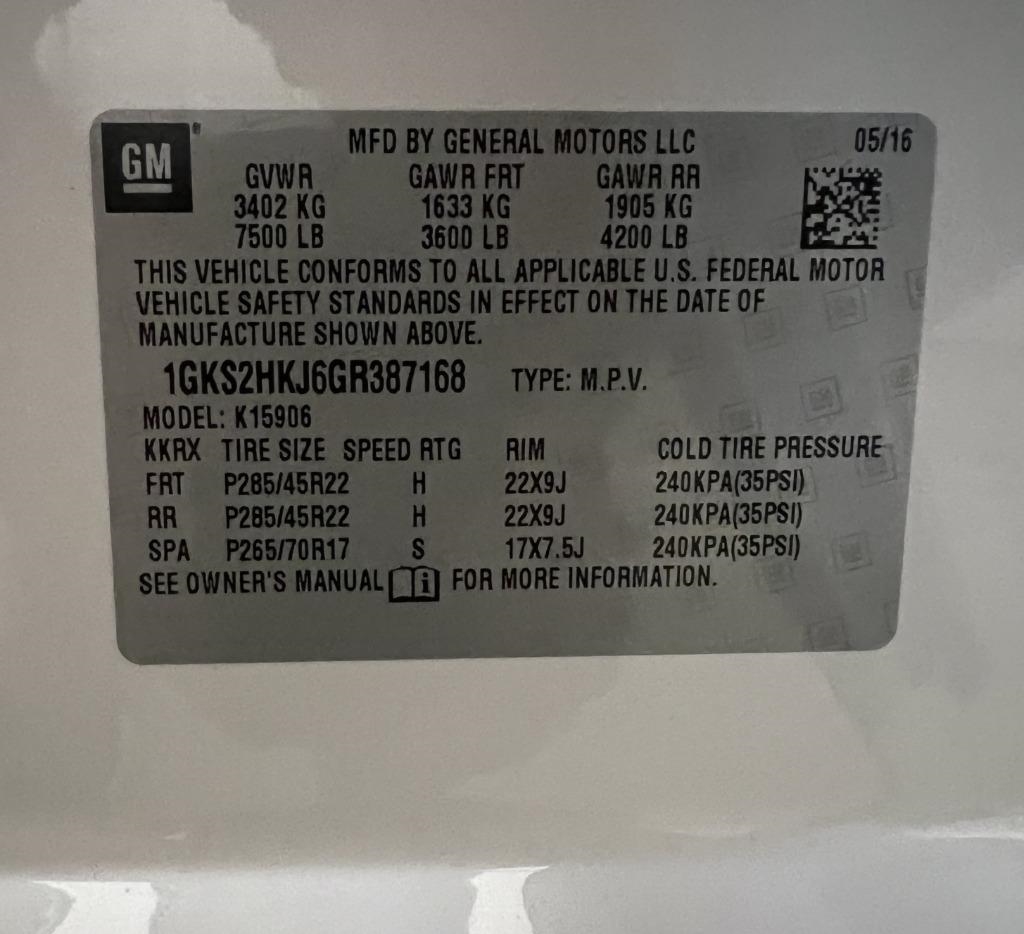 GM
MFD BY GENERAL MOTORS LLC 05/16
GVWR GAWR FRT GAWR RR
3402 KG 1633 KG 1905 KG
7500 LB 3600 LB 4200 LB
THIS VEHICLE CONFORMS TO ALL APPLICABLE U.S. FEDERAL MOTOR
VEHICLE SAFETY STANDARDS IN EFFECT ON THE DATE OF
MANUFACTURE SHOWN ABOVE.
1GKS2HKJ6GR387168 TYPE: M.P.V.
MODEL: K15906
KKRX TIRE SIZE SPEED RTG RIM COLD TIRE PRESSURE
FRT P285/45R22 H 22X9J 240KPA(35PSI)
RR P285/45R22 H 22X9J 240KPA(35PSI)
SPA P265/70R17 S 17X7.5J 240KPA(35PSI)
SEE OWNER'S MANUAL i FOR MORE INFORMATION.